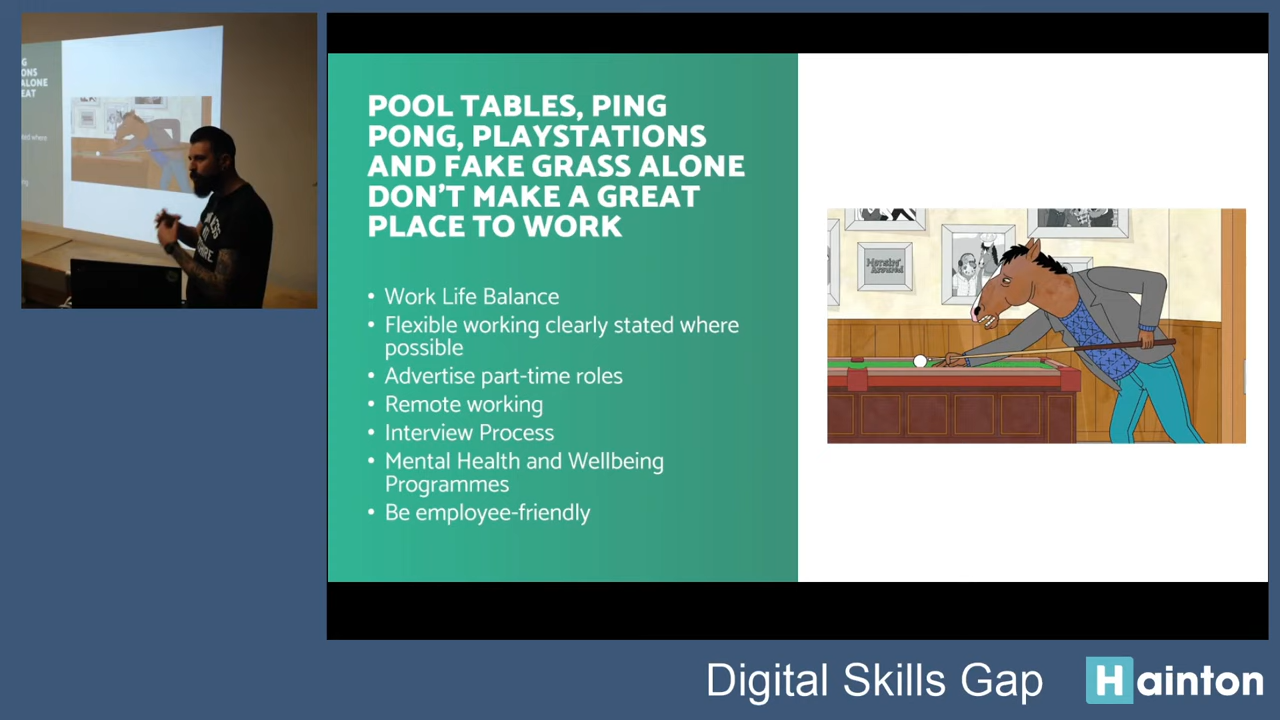 POOL TABLES, PING
PONG, PLAYSTATIONS
AND FAKE GRASS ALONE
DON'T MAKE A GREAT
PLACE TO WORK
• Work Life Balance
• Flexible working clearly stated where
possible
• Advertise part-time roles
• Remote working
• Interview Process
• Mental Health and Wellbeing
Programmes
• Be employee-friendly
Horsin'
Around
Digital Skills Gap
Hainton